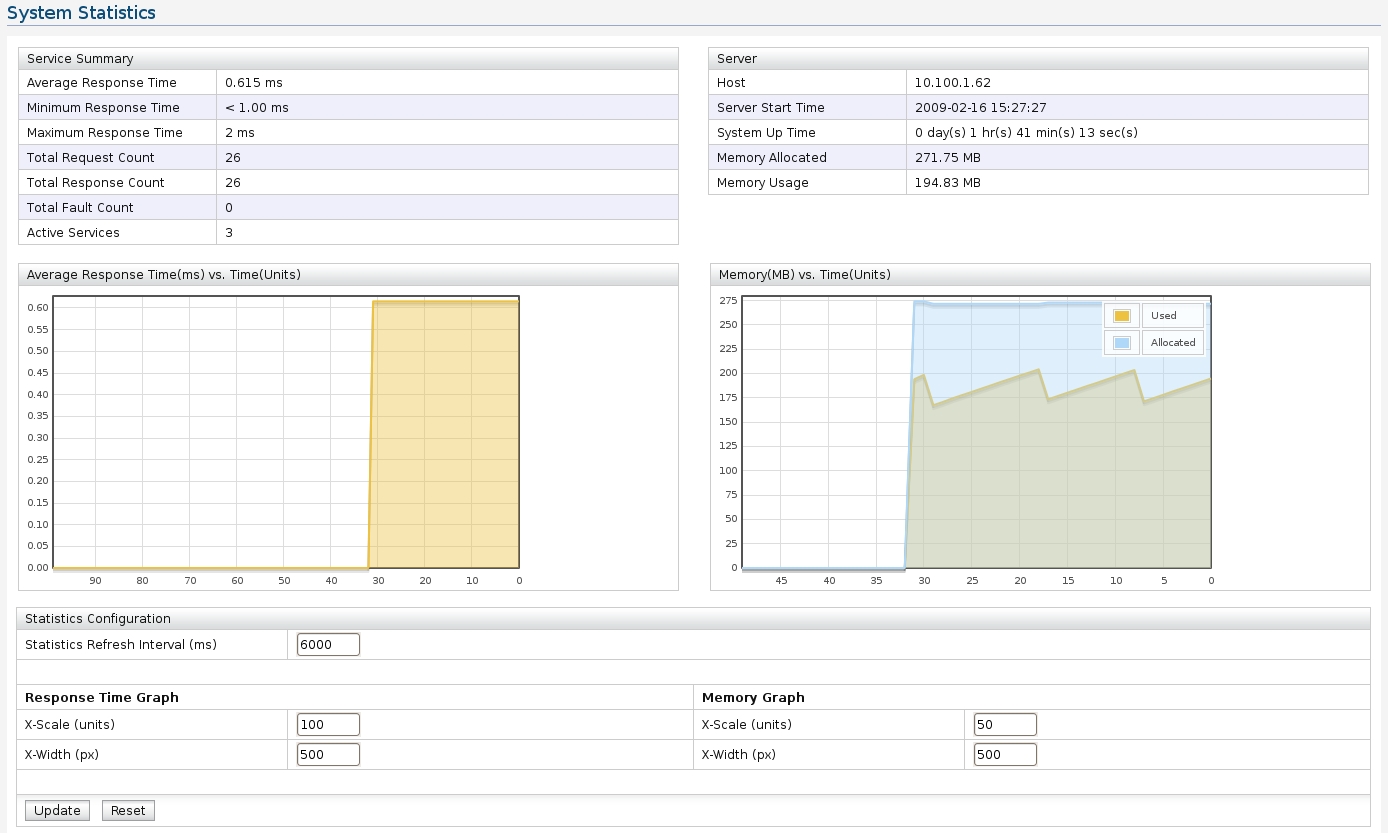 System Statistics
Service Summary
Average Response Time 0.615 ms
Minimum Response Time < 1.00 ms
Maximum Response Time 2 ms
Total Request Count 26
Total Response Count 26
Total Fault Count 0
Active Services 3
Server
Host 10.100.1.62
Server Start Time 2009-02-16 15:27:27
System Up Time 0 day(s) 1 hr(s) 41 min(s) 13 sec(s)
Memory Allocated 271.75 MB
Memory Usage 194.83 MB
Average Response Time(ms) vs. Time(Units)
0.60
0.55
0.50
0.45
0.40
0.35
0.30
0.25
0.20
0.15
0.10
0.05
0.00
90 80 70 60 50 40 30 20 10 0
Memory(MB) vs. Time(Units)
275
250
225
200
175
150
125
100
75
50
25
0
45 40 35 30 25 20 15 10 5 0
Used
Allocated
Statistics Configuration
Statistics Refresh Interval (ms) 6000
Response Time Graph Memory Graph
X-Scale (units) 100 X-Scale (units) 50
X-Width (px) 500 X-Width (px) 500
Update Reset